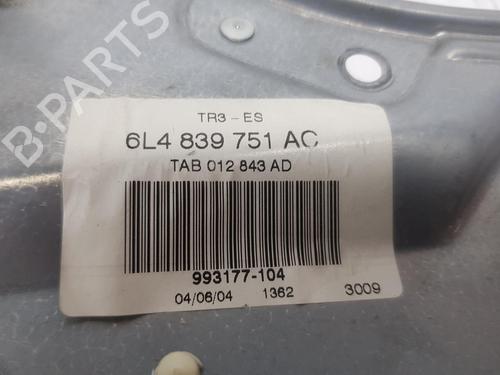 B-PARTS
TR3-ES
6L4 839 751 AC
TAB 012 843 AD
993177-104
04/06/04 1362 3009